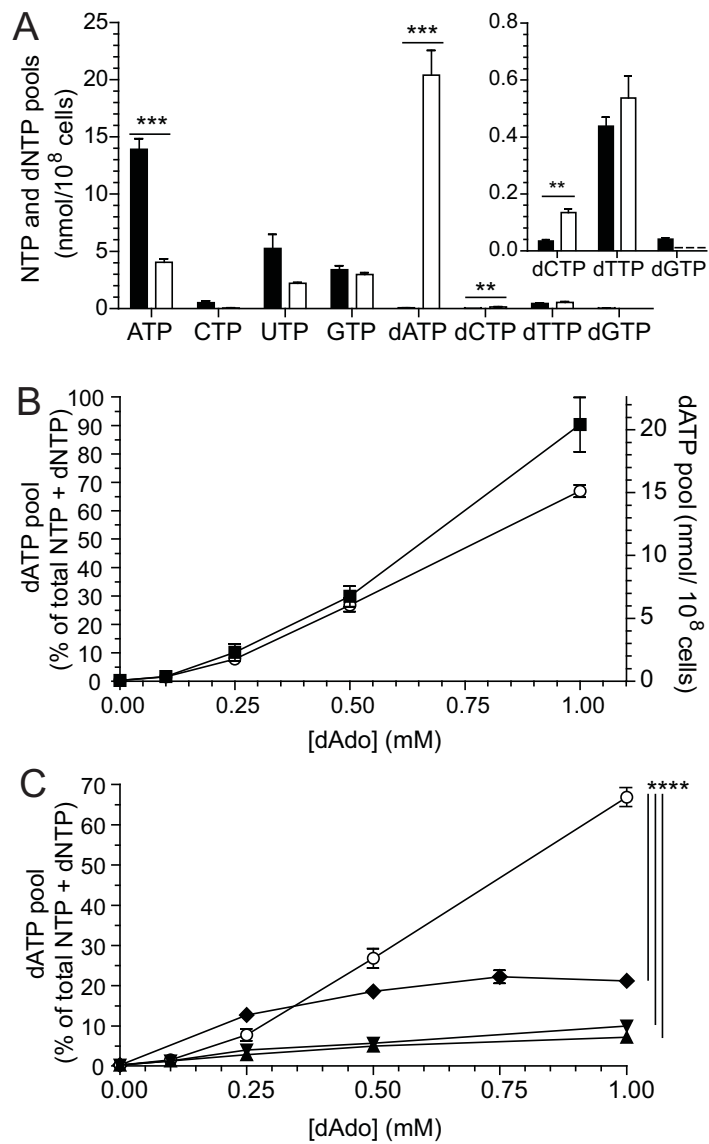 A
NTP and dNTP pools
(nmol/10^8 cells)
25
20
15
10
5
0
***
***
**
ATP CTP UTP GTP dATP dCTP dTTP dGTP
0.8
0.6
0.4
0.2
0.0
**
dCTP dTTP dGTP
B
dATP pool
(% of total NTP + dNTP)
100
90
80
70
60
50
40
30
20
10
0
0.00 0.25 0.50 0.75 1.00
[dAdo] (mM)
20
15
10
5
0
dATP pool (nmol/ 10^8 cells)
C
dATP pool
(% of total NTP + dNTP)
70
60
50
40
30
20
10
0
****
0.00 0.25 0.50 0.75 1.00
[dAdo] (mM)